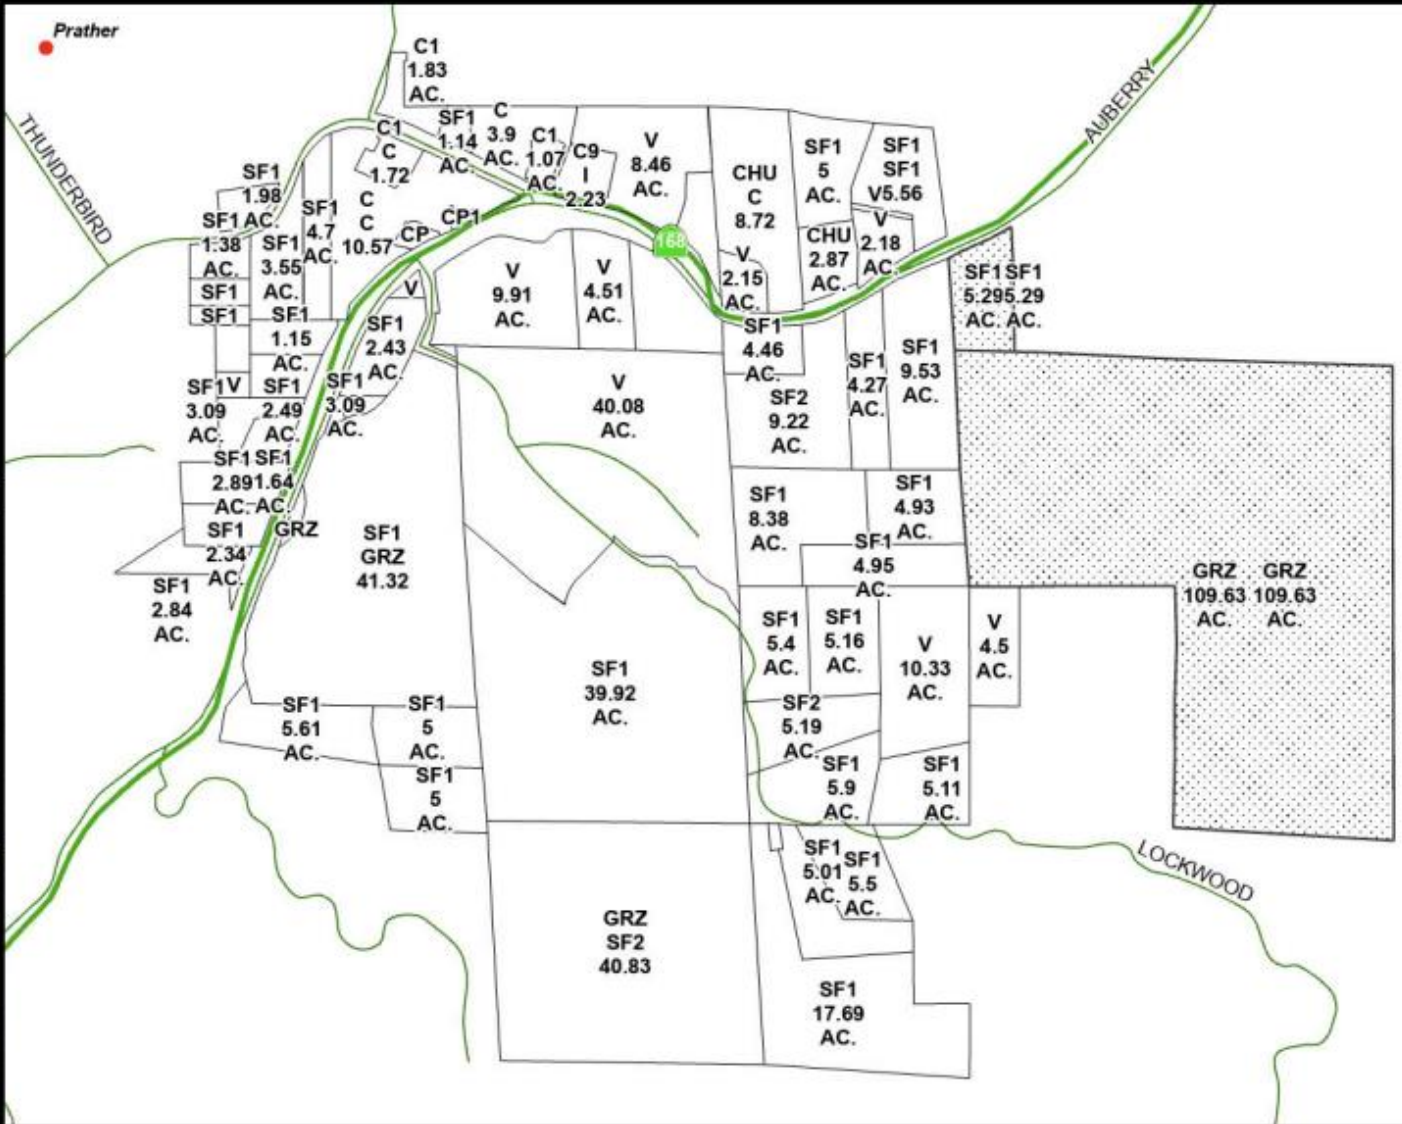 Prather
THUNDERBIRD
AUBERRY
C1
1.83
AC.
C1
SF1
1.14
AC.
C
3.9
AC.
C1
1.07
AC.
C9
I
2.23
V
8.46
AC.
CHU
C
8.72
SF1
5
AC.
SF1
SF1
V5.56
C
1.72
SF1
1.98
AC.
SF1
4.7
AC.
C
C
10.57
CP
CP1
168
V
2.15
AC.
CHU
2.87
AC.
V
2.18
AC.
SF1
1.38
AC.
SF1
3.55
AC.
SF1
SF1
SF1
1.15
AC.
V
SF1
2.43
AC.
V
9.91
AC.
V
4.51
AC.
SF1 SF1
5.295.29
AC. AC.
SF1
4.46
AC.
SF1
4.27
AC.
SF1
9.53
AC.
SF1
3.09
AC.
V
SF1
2.49
AC.
SF1
3.09
AC.
V
40.08
AC.
SF2
9.22
AC.
SF1 SF1
2.891.64
AC. AC.
SF1
2.34
AC.
GRZ
SF1
GRZ
41.32
SF1
8.38
AC.
SF1
4.93
AC.
SF1
4.95
AC.
GRZ GRZ
109.63 109.63
AC. AC.
SF1
2.84
AC.
SF1
39.92
AC.
SF1
5.4
AC.
SF1
5.16
AC.
V
10.33
AC.
V
4.5
AC.
SF1
5.61
AC.
SF1
5
AC.
SF1
5
AC.
SF2
5.19
AC.
SF1
5.9
AC.
SF1
5.11
AC.
SF1
5.01
AC.
SF1
5.5
AC.
LOCKWOOD
GRZ
SF2
40.83
SF1
17.69
AC.